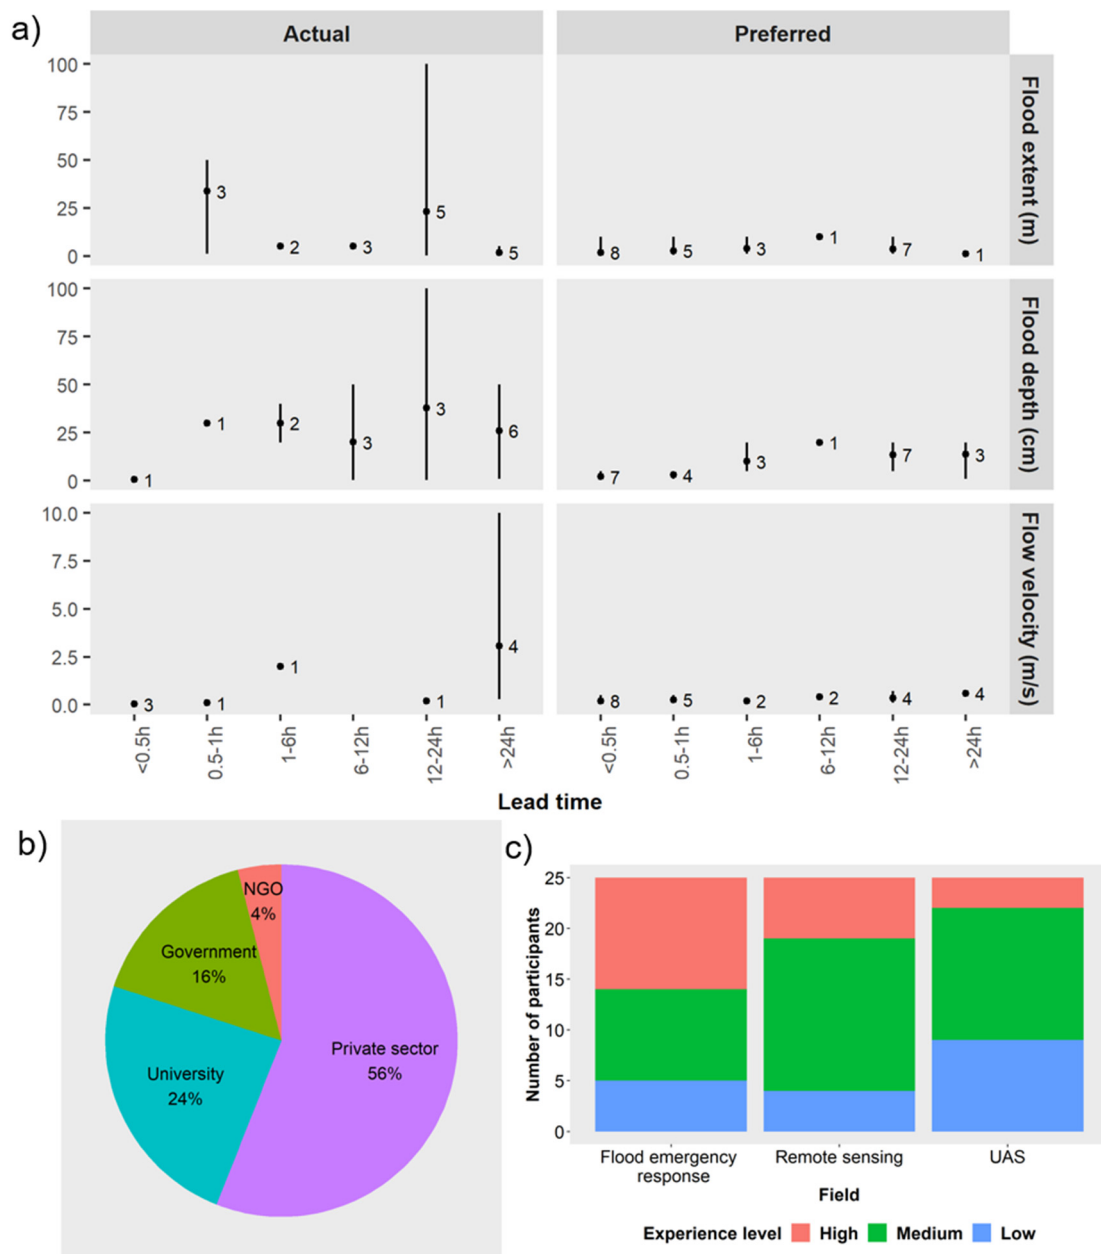 a)
Actual
Preferred
100
75
50
25
0
3
2
3
5
5
8
5
3
1
7
1
Flood extent (m)
100
75
50
25
0
1
1
2
3
3
6
7
4
3
1
7
3
Flood depth (cm)
10.0
7.5
5.0
2.5
0.0
3
1
1
1
4
8
5
2
2
4
4
Flow velocity (m/s)
<0.5h
0.5-1h
1-6h
6-12h
12-24h
>24h
<0.5h
0.5-1h
1-6h
6-12h
12-24h
>24h
Lead time
b)
NGO
4%
Government
16%
University
24%
Private sector
56%
c)
Number of participants
25
20
15
10
5
0
Flood emergency
response
Remote sensing
UAS
Field
Experience level High Medium Low